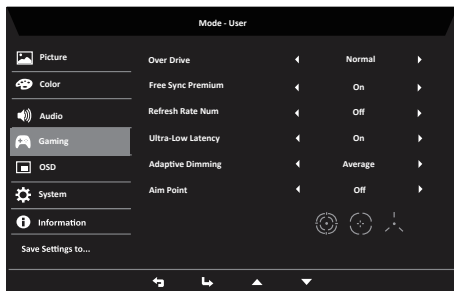 Mode - User
Picture
Color
Audio
Gaming
OSD
System
Information
Save Settings to...
Over Drive Normal
Free Sync Premium On
Refresh Rate Num Off
Ultra-Low Latency On
Adaptive Dimming Average
Aim Point Off